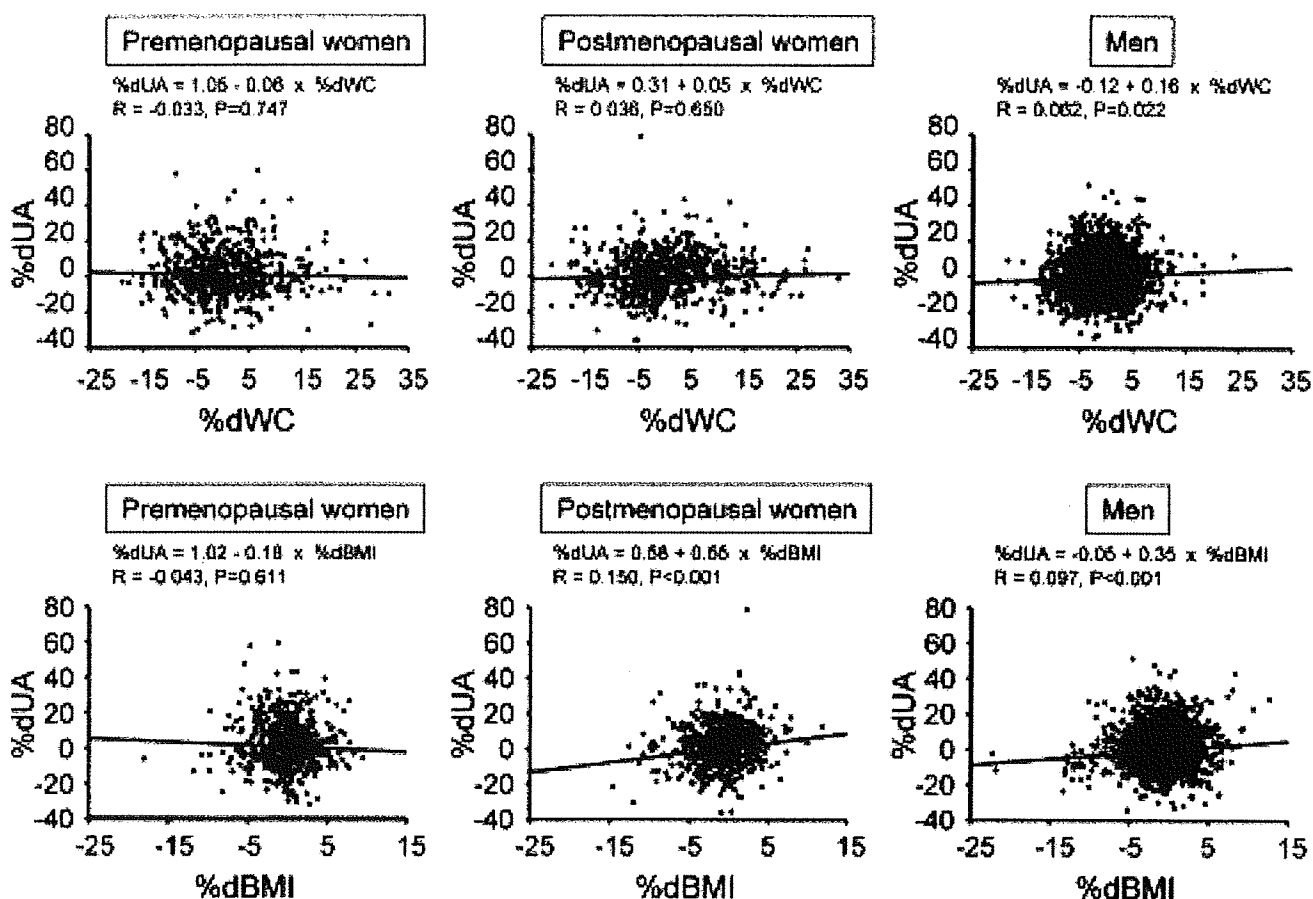 Premenopausal women
%dUA = 1.05 - 0.06 x %dWC
R = -0.033, P=0.747
80
60
40
20
0
-20
-40
%dUA
-25 -15 -5 5 15 25 35
%dWC
Postmenopausal women
%dUA = 0.31 + 0.05 x %dWC
R = 0.036, P=0.650
80
60
40
20
0
-20
-40
%dUA
-25 -15 -5 5 15 25 35
%dWC
Men
%dUA = -0.12 + 0.16 x %dWC
R = 0.062, P=0.022
80
60
40
20
0
-20
-40
%dUA
-25 -15 -5 5 15 25 35
%dWC
Premenopausal women
%dUA = 1.02 - 0.18 x %dBMI
R = -0.043, P=0.611
80
60
40
20
0
-20
-40
%dUA
-25 -15 -5 5 15
%dBMI
Postmenopausal women
%dUA = 0.58 + 0.55 x %dBMI
R = 0.150, P<0.001
80
60
40
20
0
-20
-40
%dUA
-25 -15 -5 5 15
%dBMI
Men
%dUA = -0.05 + 0.35 x %dBMI
R = 0.097, P<0.001
80
60
40
20
0
-20
-40
%dUA
-25 -15 -5 5 15
%dBMI